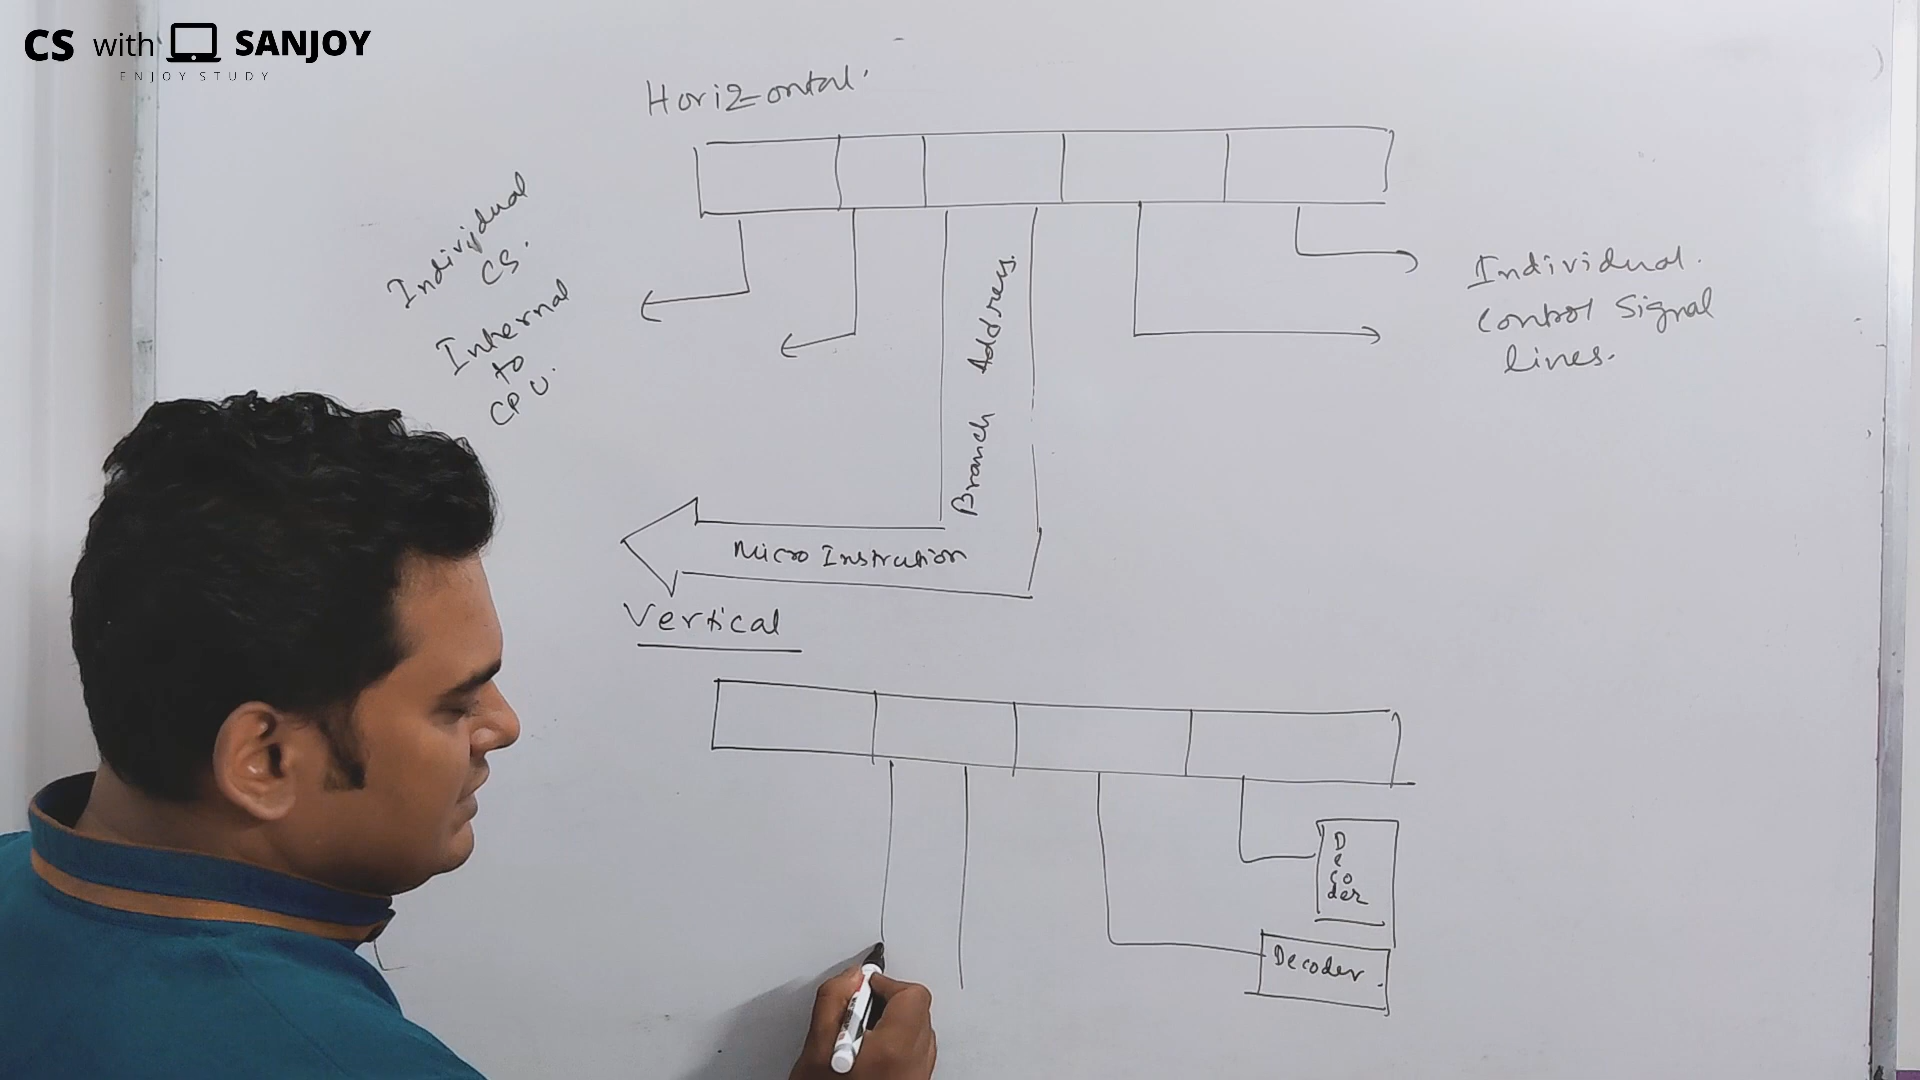 CS with SANJOY
ENJOY STUDY
Horizontal.
Individual
CS.
Internal
to
CPU.
Branch Address.
Individual.
Control Signal
lines.
Micro Instruction
Vertical
De
co
der
Decoder.